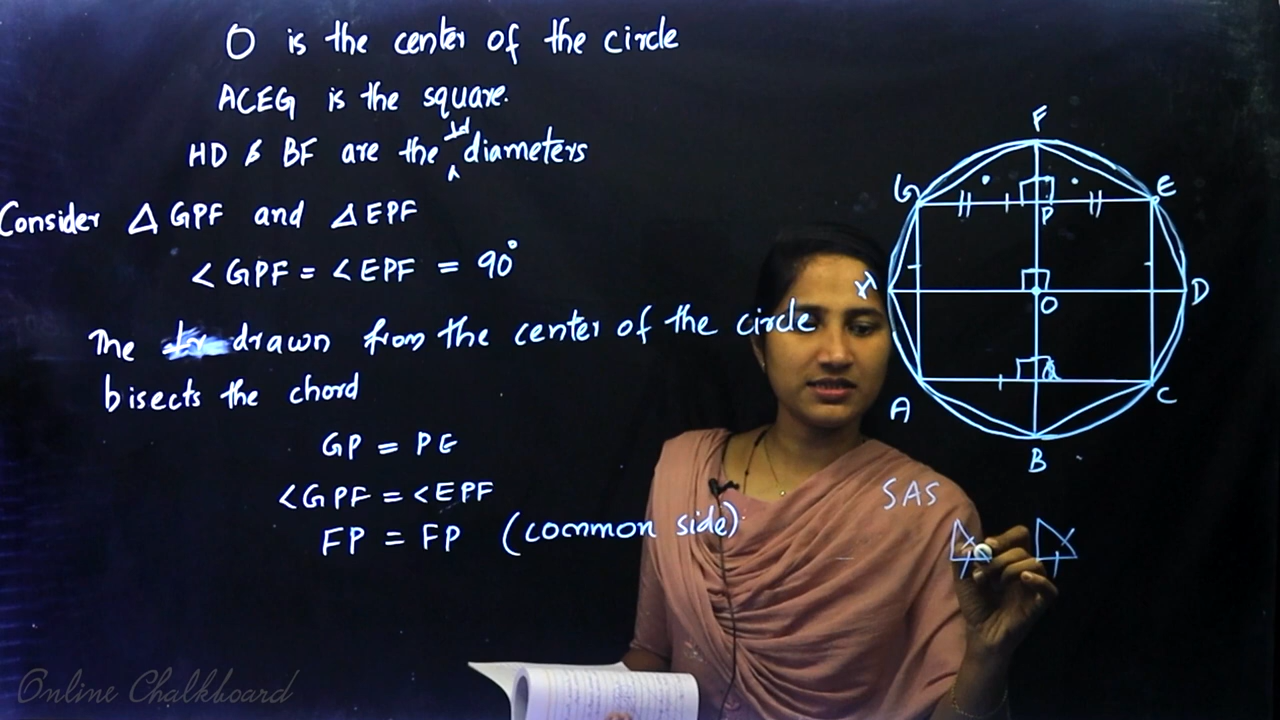 O is the center of the circle
ACEG is the square.
HD & BF are the ⊥d diameters
Consider △ GPF and △ EPF
< GPF = < EPF = 90°
The drawn from the center of the circle
bisects the chord
GP = PE
< GPF = < EPF
FP = FP (common side)
F
G
E
P
H
O
D
Q
A
C
B
SAS
Online Chalkboard